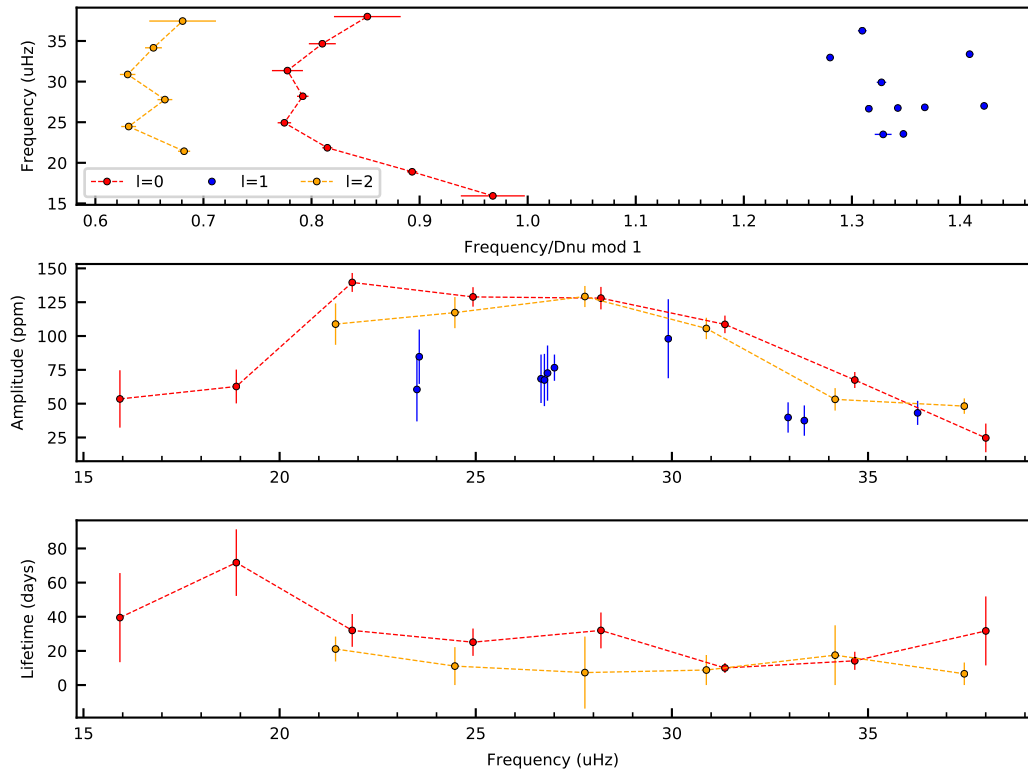 Frequency (uHz)
35
30
25
20
15
l=0 l=1 l=2
0.6 0.7 0.8 0.9 1.0 1.1 1.2 1.3 1.4
Frequency/Dnu mod 1
Amplitude (ppm)
150
125
100
75
50
25
15 20 25 30 35
Lifetime (days)
80
60
40
20
0
15 20 25 30 35
Frequency (uHz)